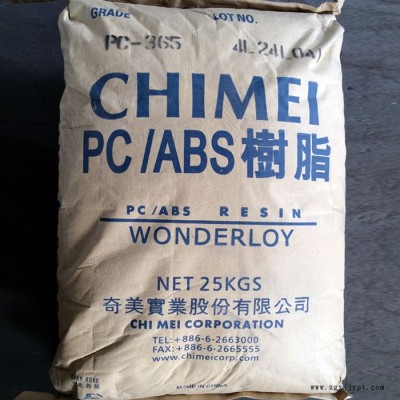 GRADE LOT NO.
PC-365
CHIMEI
PC/ABS樹脂
PC/ABS RESIN
WONDERLOY
NET 25KGS
奇美實業股份有限公司
CHI MEI CORPORATION
TEL: +886-6-2663000
FAX: +886-6-2665555
www.chimeicorp.com
MADE IN